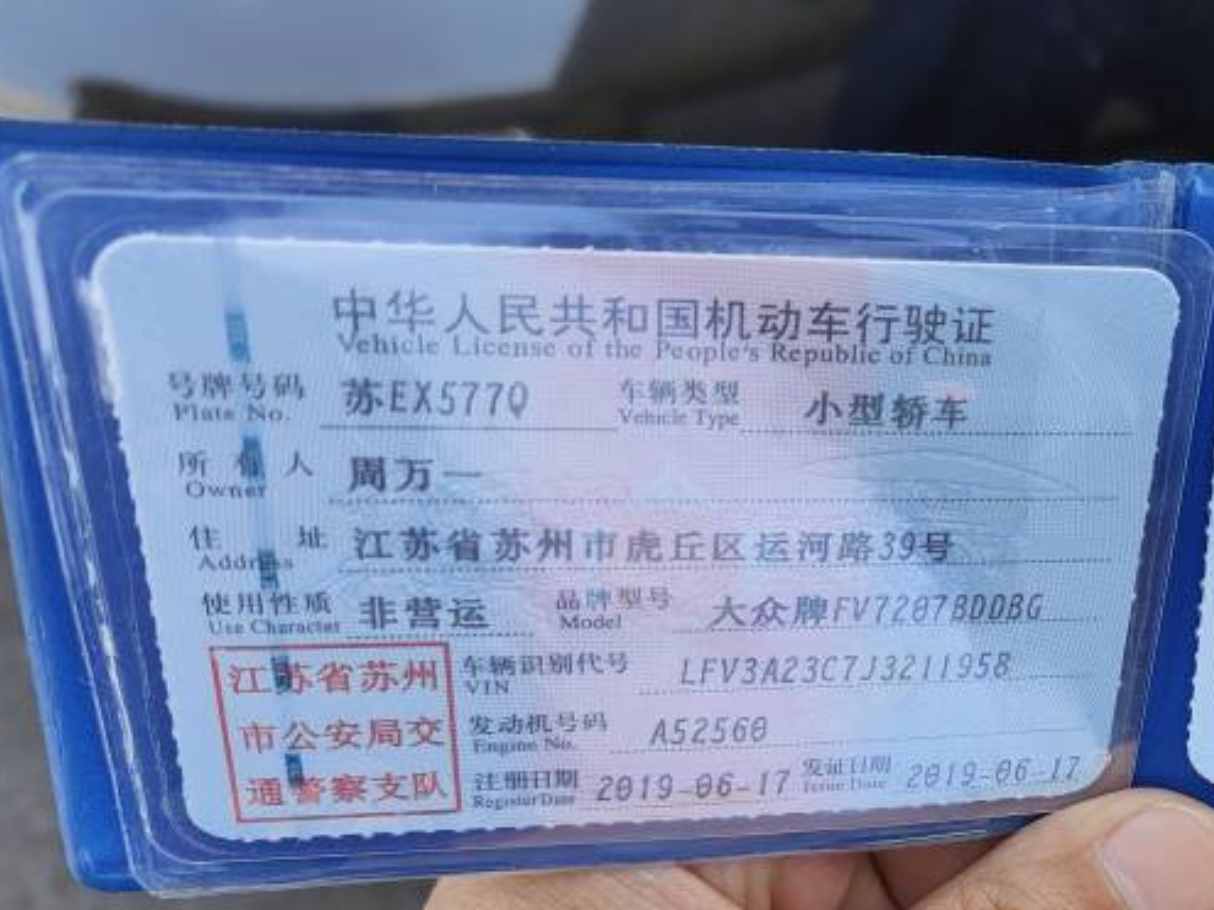 中华人民共和国机动车行驶证
Vehicle License of the People's Republic of China
号牌号码 苏EX577Q 车辆类型 小型轿车
Plate No. Vehicle Type
所有人 周万一
Owner
住址 江苏省苏州市虎丘区运河路39号
Address
使用性质 非营运 品牌型号 大众牌FV7207BDDBG
Use Character Model
江苏省苏州
市公安局交
通警察支队
车辆识别代号 LFV3A23C7J3211958
VIN
发动机号码 A52560
Engine No.
注册日期 2019-06-17 发证日期 2019-06-17
Register Date Issue Date